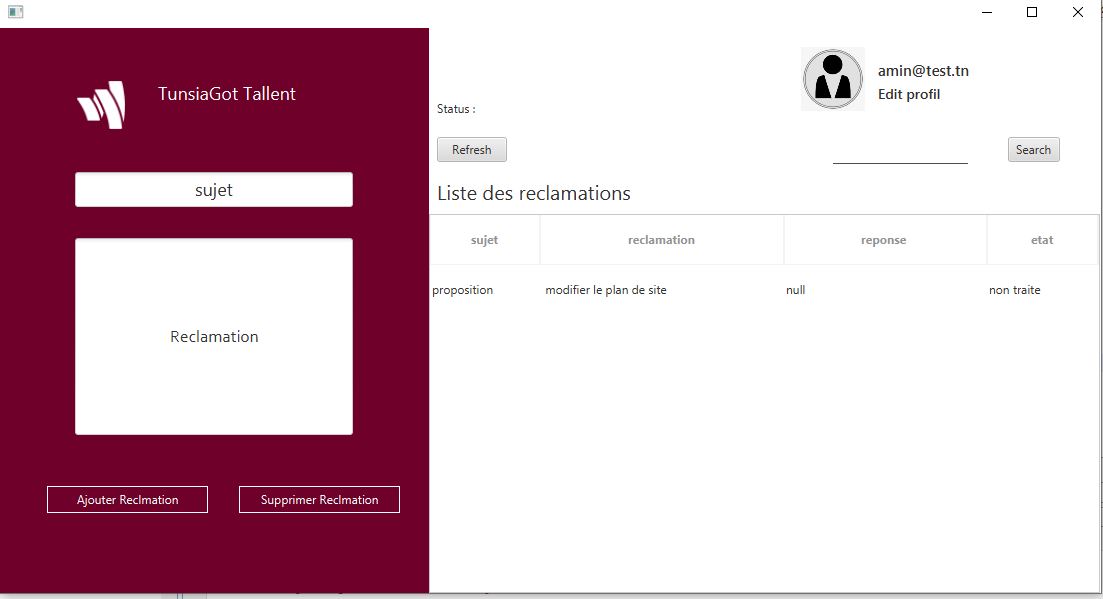 TunsiaGot Tallent
sujet
Reclamation
Ajouter Reclmation
Supprimer Reclmation
amin@test.tn
Edit profil
Status :
Refresh
Search
Liste des reclamations
sujet reclamation reponse etat
proposition modifier le plan de site null non traite